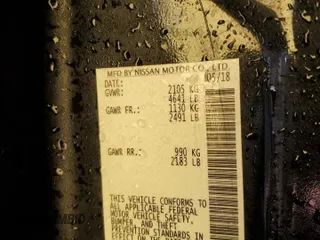 MFD BY NISSAN MOTOR CO., LTD.
DATE: 05/18
GVWR: 2105 KG
4641 LB
GAWR FR.: 1130 KG
2491 LB
GAWR RR.: 990 KG
2183 LB
THIS VEHICLE CONFORMS TO
ALL APPLICABLE FEDERAL
MOTOR VEHICLE SAFETY,
BUMPER, AND THEFT
PREVENTION STANDARDS